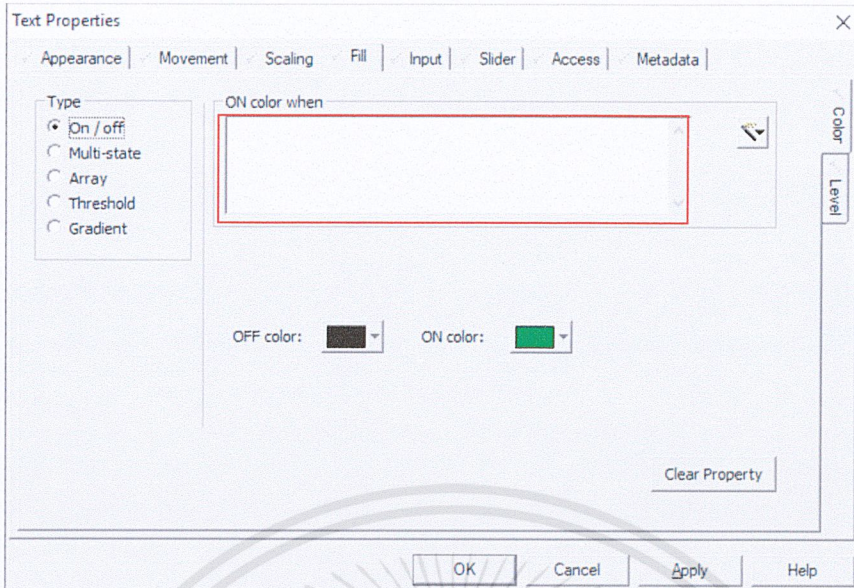 Text Properties
Appearance Movement Scaling Fill Input Slider Access Metadata
Type
On / off
Multi-state
Array
Threshold
Gradient
ON color when
Color
Level
OFF color:
ON color:
Clear Property
OK Cancel Apply Help